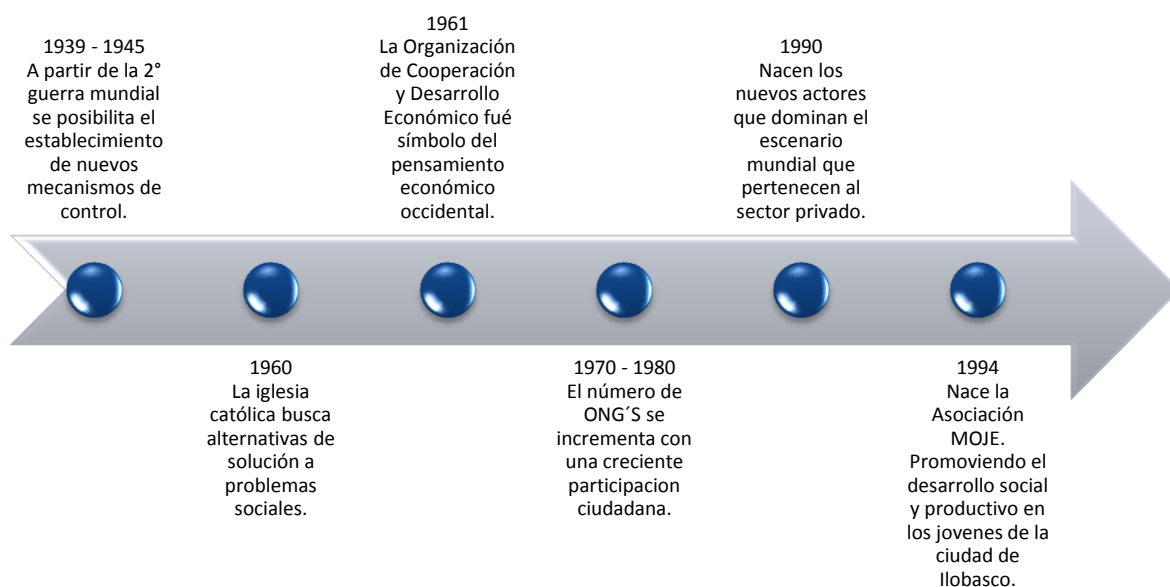 1939 - 1945
A partir de la 2°
guerra mundial
se posibilita el
establecimiento
de nuevos
mecanismos de
control.
1960
La iglesia
católica busca
alternativas de
solución a
problemas
sociales.
1961
La Organización
de Cooperación
y Desarrollo
Económico fué
símbolo del
pensamiento
económico
occidental.
1970 - 1980
El número de
ONG´S se
incrementa con
una creciente
participacion
ciudadana.
1990
Nacen los
nuevos actores
que dominan el
escenario
mundial que
pertenecen al
sector privado.
1994
Nace la
Asociación
MOJE.
Promoviendo el
desarrollo social
y productivo en
los jovenes de la
ciudad de
Ilobasco.